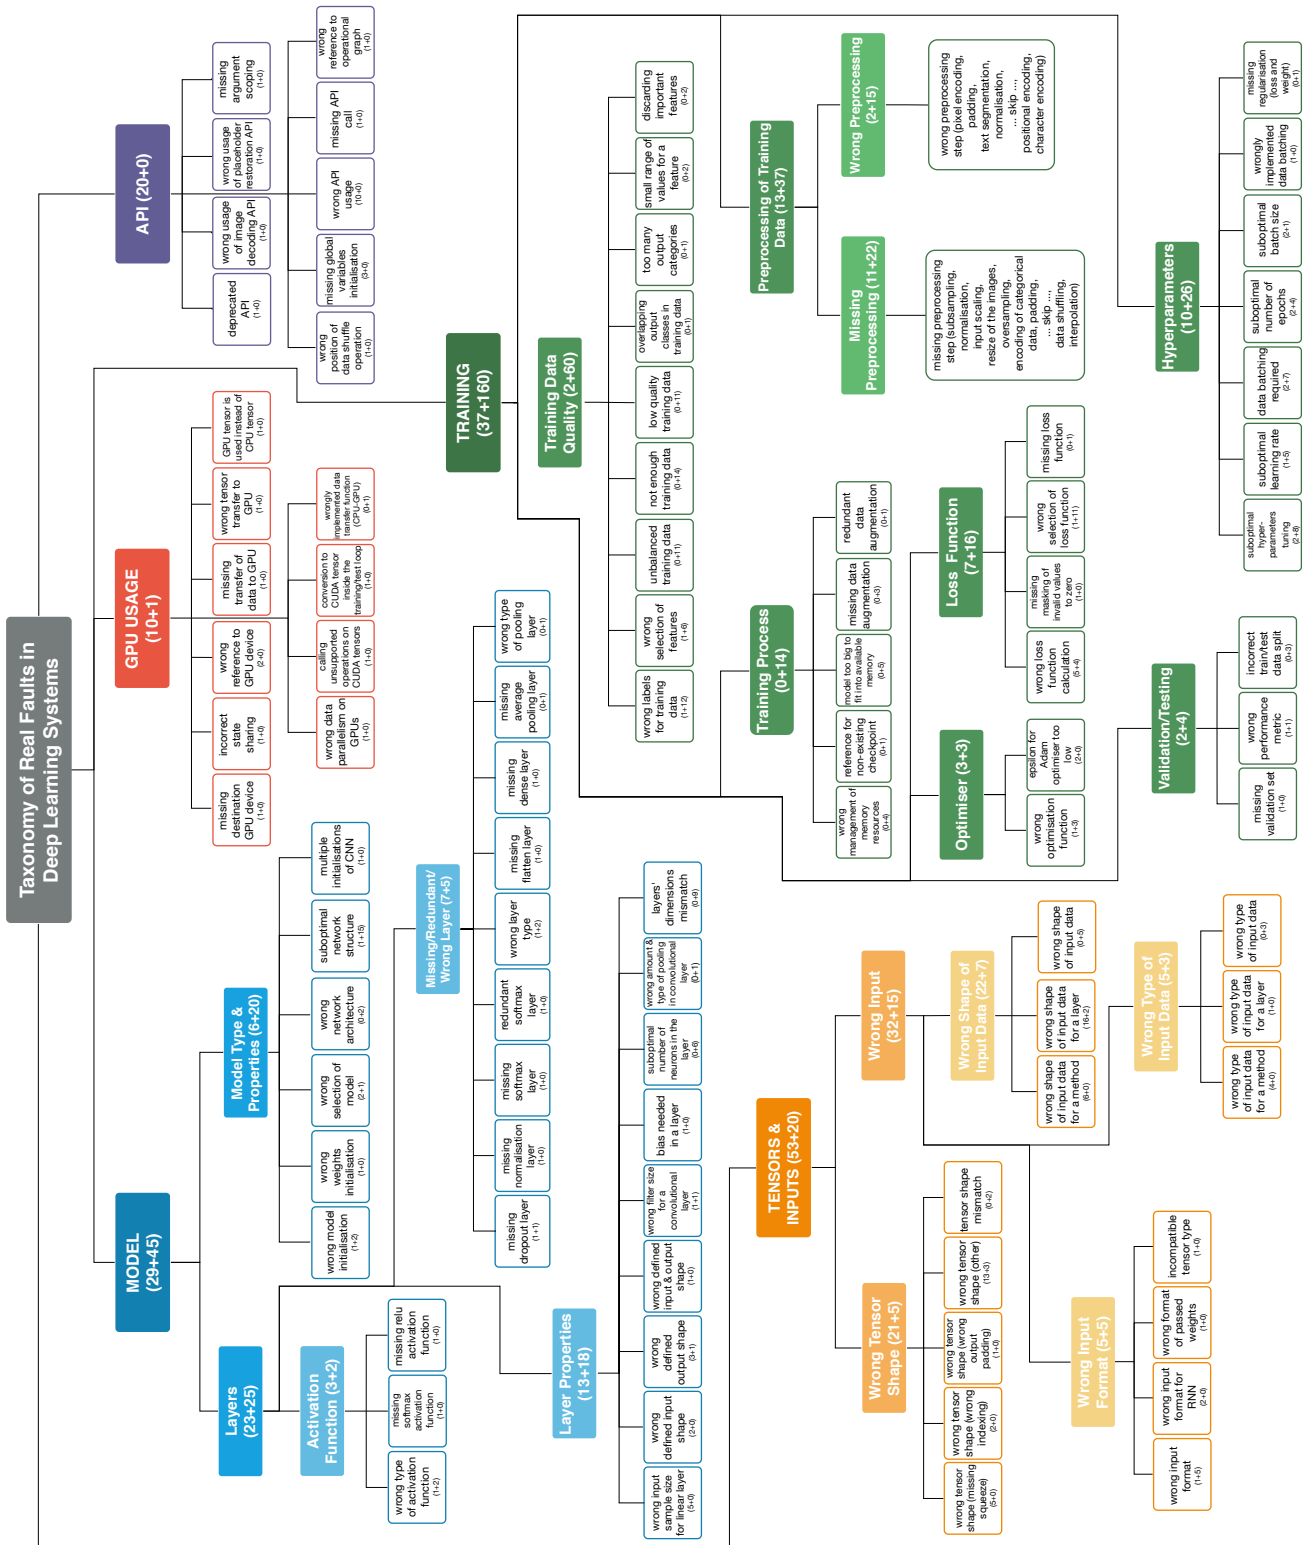 Taxonomy of Real Faults in
Deep Learning Systems
MODEL
(29+45)
Layers
(23+25)
Activation
Function (3+2)
wrong type
of activation
function
(1+2)
missing
softmax
activation
function
(1+0)
missing relu
activation
function
(1+0)
Model Type &
Properties (6+20)
wrong model
initialisation
(1+2)
wrong
weights
initialisation
(1+0)
wrong
selection of
model
(2+1)
wrong
network
architecture
(0+2)
suboptimal
network
structure
(1+15)
multiple
initialisations
of CNN
(1+0)
Missing/Redundant/
Wrong Layer (7+5)
missing
dropout layer
(1+1)
missing
normalisation
layer
(1+0)
missing
softmax
layer
(1+0)
redundant
softmax
layer
(1+0)
wrong layer
type
(1+2)
missing
flatten layer
(1+0)
missing
dense layer
(1+0)
missing
average
pooling layer
(0+1)
wrong type
of pooling
layer
(0+1)
Layer Properties
(13+18)
wrong input
sample size
for linear layer
(5+0)
wrong
defined input
shape
(2+0)
wrong
defined
output shape
(3+1)
wrong defined
input & output
shape
(1+0)
wrong filter size
for a
convolutional
layer
(1+1)
bias needed
in a layer
(1+0)
suboptimal
number of
neurons in the
layer
(0+6)
wrong amount &
type of pooling
in convolutional
layer
(0+1)
layers'
dimensions
mismatch
(0+9)
GPU USAGE
(10+1)
missing
destination
GPU device
(1+0)
incorrect
state
sharing
(1+0)
wrong
reference to
GPU device
(2+0)
missing
transfer of
data to GPU
(1+0)
wrong tensor
transfer to
GPU
(1+0)
GPU tensor is
used instead of
CPU tensor
(1+0)
wrong data
parallelism on
GPUs
(1+0)
calling
unsupported
operations on
CUDA tensors
(1+0)
conversion to
CUDA tensor
inside the
training/test loop
(1+0)
wrongly
implemented data
transfer function
(CPU-GPU)
(0+1)
API (20+0)
deprecated
API
(1+0)
wrong usage
of image
decoding API
(1+0)
wrong usage
of placeholder
restoration API
(1+0)
missing
argument
scoping
(1+0)
wrong
position of
data shuffle
operation
(1+0)
missing global
variables
initialisation
(3+0)
wrong API
usage
(10+0)
missing API
call
(1+0)
wrong
reference to
operational
graph
(1+0)
TRAINING
(37+160)
Training Data
Quality (2+60)
wrong labels
for training
data
(1+12)
wrong
selection of
features
(1+6)
unbalanced
training data
(0+11)
not enough
training data
(0+14)
low quality
training data
(0+11)
overlapping
output
classes in
training data
(0+1)
too many
output
categories
(0+1)
small range of
values for a
feature
(0+2)
discarding
important
features
(0+2)
Training Process
(0+14)
wrong
management of
memory
resources
(0+4)
reference for
non-existing
checkpoint
(0+1)
model too big to
fit into available
memory
(0+5)
missing data
augmentation
(0+3)
redundant
data
augmentation
(0+1)
Preprocessing of Training
Data (13+37)
Missing
Preprocessing (11+22)
missing preprocessing
step (subsampling,
normalisation,
input scaling,
resize of the images,
oversampling,
encoding of categorical
data, padding,
... skip ...,
data shuffling,
interpolation)
Wrong Preprocessing
(2+15)
wrong preprocessing
step (pixel encoding,
padding,
text segmentation,
normalisation,
... skip ...,
positional encoding,
character encoding)
Optimiser (3+3)
wrong
optimisation
function
(1+3)
epsilon for
Adam
optimiser too
low
(2+0)
Loss Function
(7+16)
wrong loss
function
calculation
(5+4)
missing
masking of
invalid values
to zero
(1+0)
wrong
selection of
loss function
(1+11)
missing loss
function
(0+1)
Validation/Testing
(2+4)
missing
validation set
(1+0)
wrong
performance
metric
(1+1)
incorrect
train/test
data split
(0+3)
Hyperparameters
(10+26)
suboptimal
hyper-
parameters
tuning
(2+8)
suboptimal
learning rate
(1+5)
data batching
required
(2+7)
suboptimal
number of
epochs
(2+4)
suboptimal
batch size
(2+1)
wrongly
implemented
data batching
(1+0)
missing
regularisation
(loss and
weight)
(0+1)
TENSORS &
INPUTS (53+20)
Wrong Tensor
Shape (21+5)
wrong tensor
shape (missing
squeeze)
(5+0)
wrong tensor
shape (wrong
indexing)
(2+0)
wrong tensor
shape (wrong
output
padding)
(1+0)
wrong tensor
shape (other)
(13+3)
tensor shape
mismatch
(0+2)
Wrong Input
(32+15)
Wrong Shape of
Input Data (22+7)
wrong shape
of input data
for a method
(6+0)
wrong shape
of input data
for a layer
(16+2)
wrong shape
of input data
(0+5)
Wrong Input
Format (5+5)
wrong input
format
(1+5)
wrong input
format for
RNN
(2+0)
wrong format
of passed
weights
(1+0)
incompatible
tensor type
(1+0)
Wrong Type of
Input Data (5+3)
wrong type
of input data
for a method
(4+0)
wrong type
of input data
for a layer
(1+0)
wrong type
of input data
(0+3)